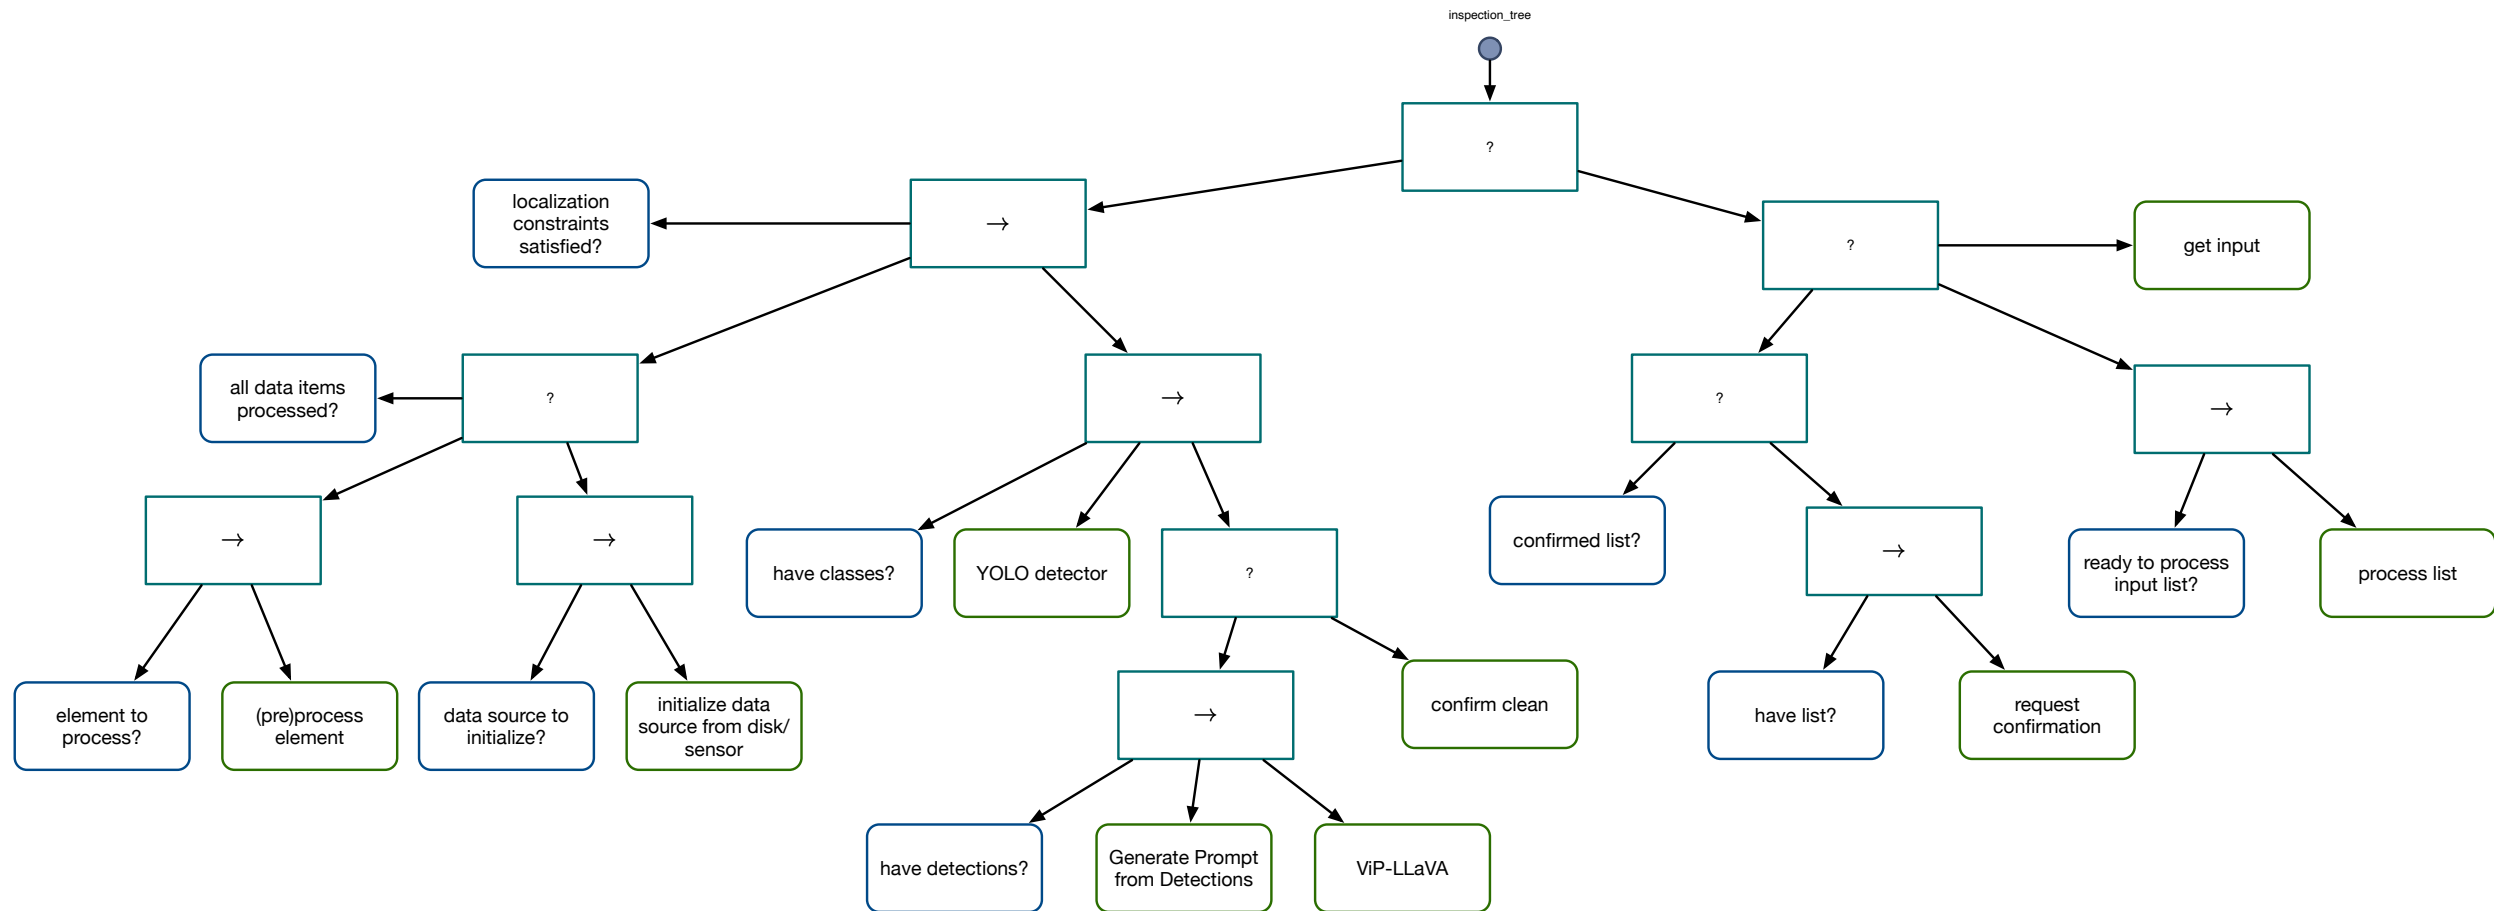 inspection_tree
?
localization
constraints
satisfied?
→
?
get input
all data items
processed?
?
→
?
→
→
→
have classes?
YOLO detector
?
confirmed list?
→
ready to process
input list?
process list
element to
process?
(pre)process
element
data source to
initialize?
initialize data
source from disk/
sensor
→
confirm clean
have list?
request
confirmation
have detections?
Generate Prompt
from Detections
ViP-LLaVA